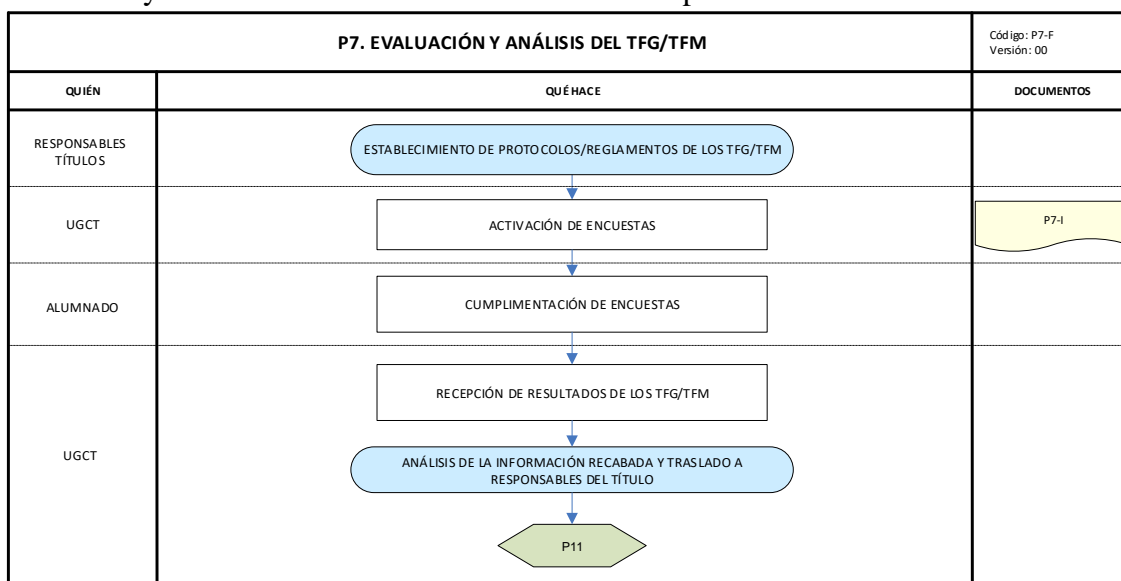 P7. EVALUACIÓN Y ANÁLISIS DEL TFG/TFM
Código: P7-F
Versión: 00
QUIÉN
QUÉ HACE
DOCUMENTOS
RESPONSABLES
TÍTULOS
ESTABLECIMIENTO DE PROTOCOLOS/REGLAMENTOS DE LOS TFG/TFM
UGCT
ACTIVACIÓN DE ENCUESTAS
P7-I
ALUMNADO
CUMPLIMENTACIÓN DE ENCUESTAS
UGCT
RECEPCIÓN DE RESULTADOS DE LOS TFG/TFM
ANÁLISIS DE LA INFORMACIÓN RECABADA Y TRASLADO A
RESPONSABLES DEL TÍTULO
P11